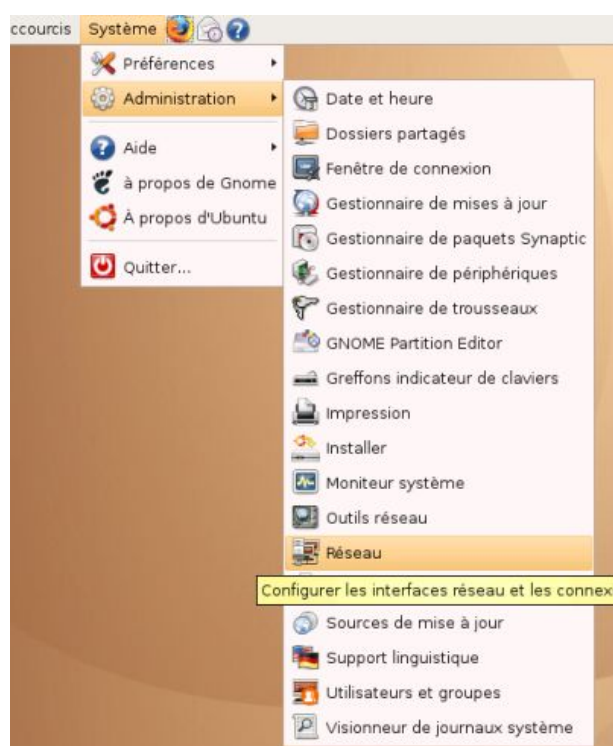 ccourcis Système
Préférences
Administration
Aide
à propos de Gnome
À propos d'Ubuntu
Quitter...
Date et heure
Dossiers partagés
Fenêtre de connexion
Gestionnaire de mises à jour
Gestionnaire de paquets Synaptic
Gestionnaire de périphériques
Gestionnaire de trousseaux
GNOME Partition Editor
Greffons indicateur de claviers
Impression
Installer
Moniteur système
Outils réseau
Réseau
Configurer les interfaces réseau et les connex
Sources de mise à jour
Support linguistique
Utilisateurs et groupes
Visionneur de journaux système